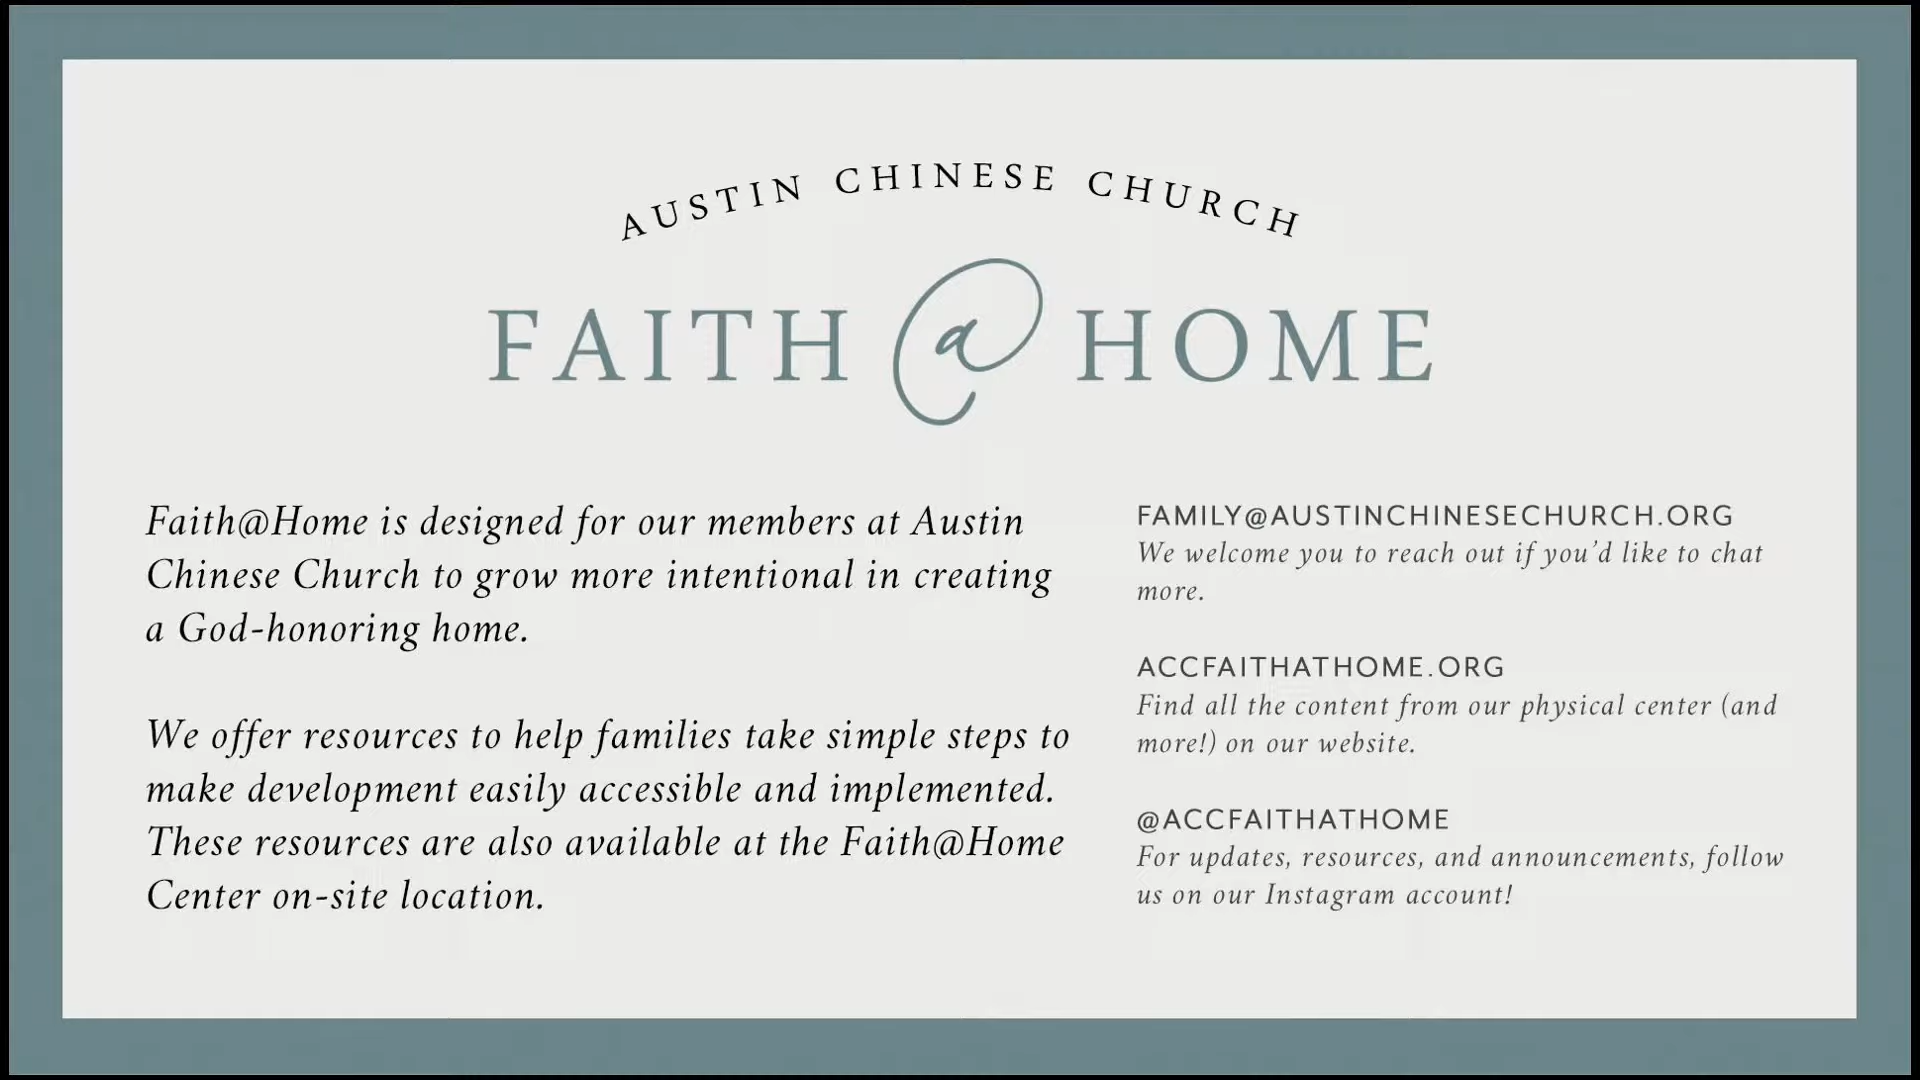 AUSTIN CHINESE CHURCH
FAITH @ HOME
Faith@Home is designed for our members at Austin
Chinese Church to grow more intentional in creating
a God-honoring home.
We offer resources to help families take simple steps to
make development easily accessible and implemented.
These resources are also available at the Faith@Home
Center on-site location.
FAMILY@AUSTINCHINESECHURCH.ORG
We welcome you to reach out if you’d like to chat
more.
ACCFAITHATHOME.ORG
Find all the content from our physical center (and
more!) on our website.
@ACCFAITHATHOME
For updates, resources, and announcements, follow
us on our Instagram account!